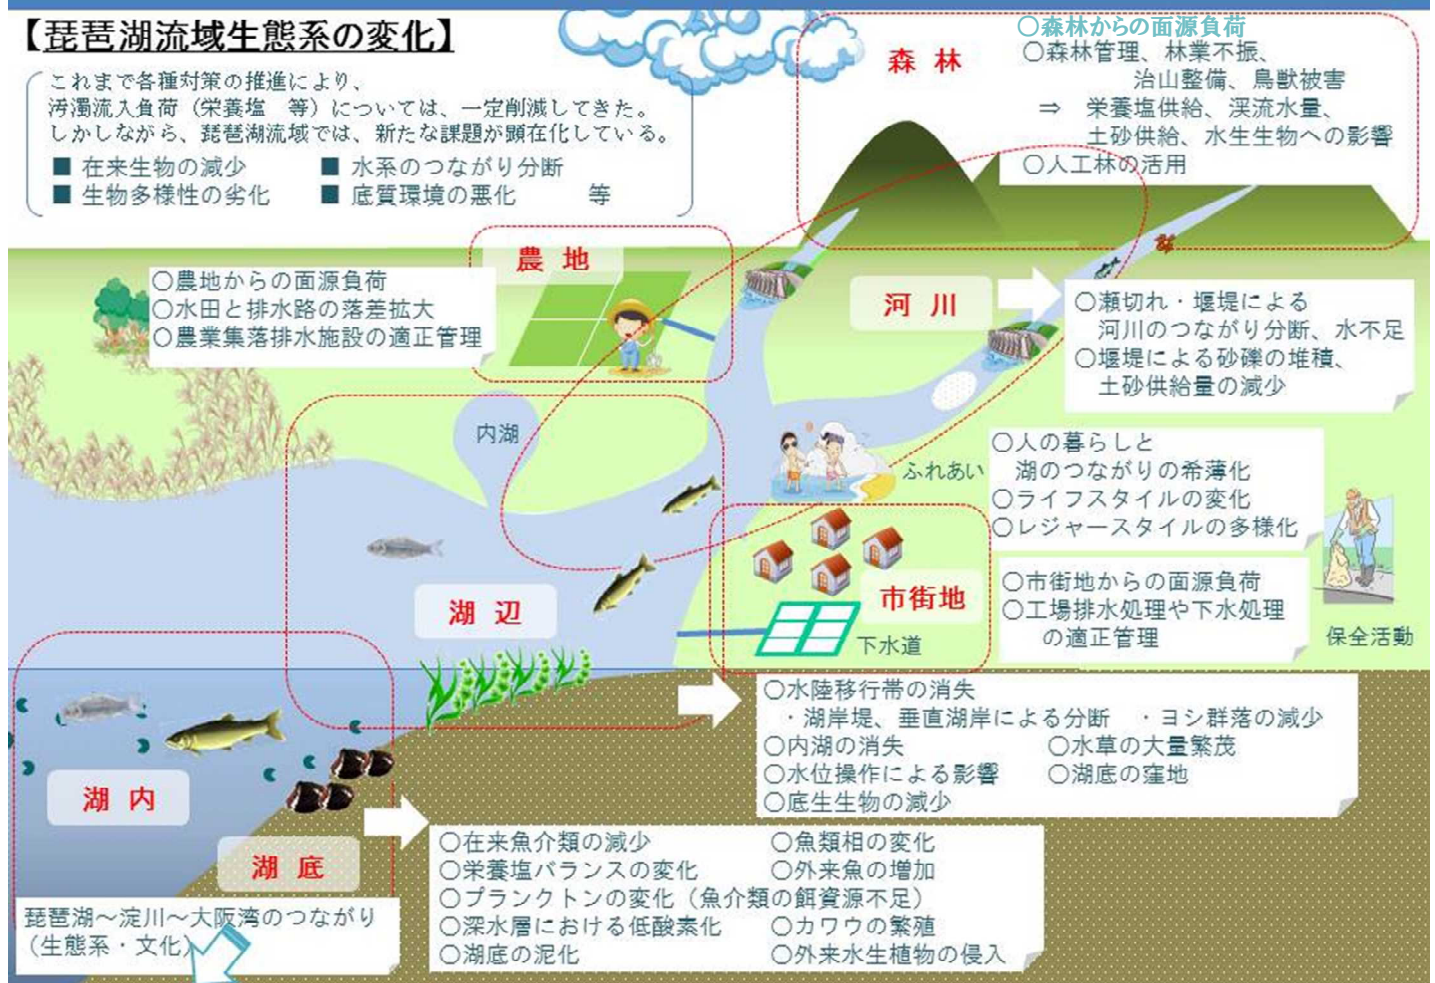 【琵琶湖流域生態系の変化】
これまで各種対策の推進により、
汚濁流入負荷（栄養塩　等）については、一定削減してきた。
しかしながら、琵琶湖流域では、新たな課題が顕在化している。
■ 在来生物の減少　■ 水系のつながり分断
■ 生物多様性の劣化　■ 底質環境の悪化　等
森 林
○森林からの面源負荷
○森林管理、林業不振、
治山整備、鳥獣被害
⇒　栄養塩供給、渓流水量、
土砂供給、水生生物への影響
○人工林の活用
農 地
○農地からの面源負荷
○水田と排水路の落差拡大
○農業集落排水施設の適正管理
河 川
○瀬切れ・堰堤による
河川のつながり分断、水不足
○堰堤による砂礫の堆積、
土砂供給量の減少
内湖
ふれあい
○人の暮らしと
湖のつながりの希薄化
○ライフスタイルの変化
○レジャースタイルの多様化
市街地
下水道
○市街地からの面源負荷
○工場排水処理や下水処理
の適正管理
保全活動
湖 辺
○水陸移行帯の消失
・湖岸堤、垂直湖岸による分断　・ヨシ群落の減少
○内湖の消失　○水草の大量繁茂
○水位操作による影響　○湖底の窪地
○底生生物の減少
湖 内
湖 底
○在来魚介類の減少　○魚類相の変化
○栄養塩バランスの変化　○外来魚の増加
○プランクトンの変化（魚介類の餌資源不足）
○深水層における低酸素化　○カワウの繁殖
○湖底の泥化　○外来水生植物の侵入
琵琶湖～淀川～大阪湾のつながり
（生態系・文化）